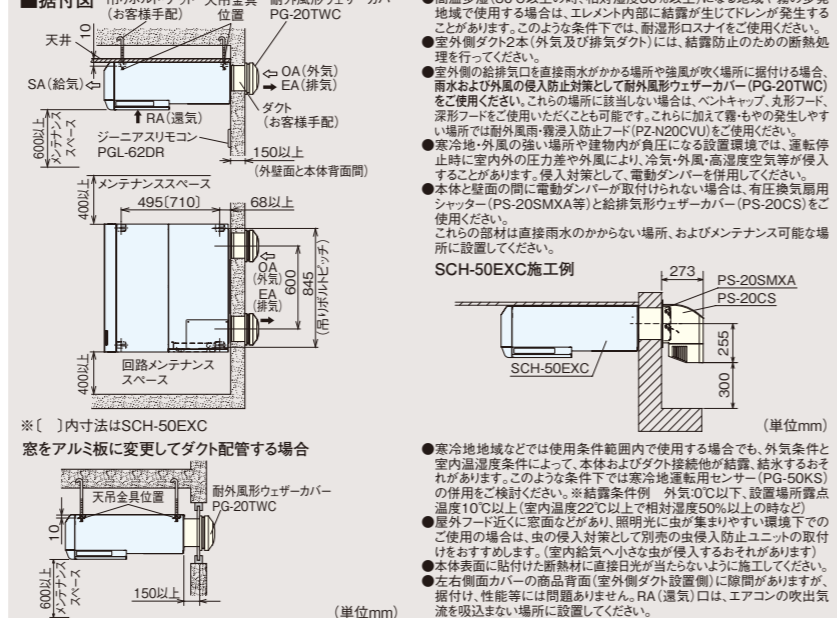 ■据付図
天吊金具
位置
(お客様手配)
PG-20TWC
天井
10
SA(給気)
OA(外気)
EA(排気)
ダクト
(お客様手配)
RA(還気)
ジーニアスリモコン
PGL-62DR
600以上
メンテナンス
スペース
150以上
(外壁面と本体背面間)
メンテナンススペース
400以上
495〔710〕
68以上
OA
(外気)
EA
(排気)
600
845
(吊りボルトピッチ)
400以上
回路メンテナンス
スペース
※〔 〕内寸法はSCH-50EXC
窓をアルミ板に変更してダクト配管する場合
天吊金具位置
耐外風形ウェザーカバー
PG-20TWC
10
600以上
メンテナンス
スペース
150以上
(単位mm)
地域で使用する場合は、エレメント内部に結露が生じてドレンが発生する
ことがあります。このような条件下では、耐湿形ロスナイをご使用ください。
●室外側ダクト2本(外気及び排気ダクト)には、結露防止のための断熱処
理を行ってください。
●室外側の給排気口を直接雨水がかかる場所や強風が吹く場所に据付ける場合、
雨水および外風の侵入防止対策として耐外風形ウェザーカバー(PG-20TWC)
をご使用ください。これらの場所に該当しない場合は、ベントキャップ、丸形フード、
深形フードをご使用いただくことも可能です。これらに加えて霧・もやの発生しやす
い場所では耐外風雨・霧浸入防止フード(PZ-N20CVU)をご使用ください。
●寒冷地・外風の強い場所や建物内が負圧になる設置環境では、運転停
止時に室内外の圧力差や外風により、冷気・外風・高湿度空気等が侵入
することがあります。侵入対策として、電動ダンパーを併用してください。
●本体と壁面の間に電動ダンパーが取付けられない場合は、有圧換気扇用
シャッター(PS-20SMXA等)と給排気形ウェザーカバー(PS-20CS)をご
使用ください。
これらの部材は直接雨水のかからない場所、およびメンテナンス可能な場
所に設置してください。
SCH-50EXC施工例
273
PS-20SMXA
PS-20CS
255
300
SCH-50EXC
(単位mm)
●寒冷地地域などでは使用条件範囲内で使用する場合でも、外気条件と
室内温湿度条件によって、本体およびダクト接続他が結露、結氷するおそ
れがあります。このような条件下では寒冷地運転用センサー(PG-50KS)
の併用をご検討ください。※結露条件例 外気:0℃以下、設置場所露点
温度10℃以上(室内温度22℃以上で相対湿度50%以上の時など)
●屋外フード近くに窓面などがあり、照明光に虫が集まりやすい環境下での
ご使用の場合は、虫の侵入対策として別売の虫侵入防止ユニットの取付
けをおすすめします。(室内給気へ小さな虫が侵入するおそれがあります)
●本体表面に貼付けた断熱材に直接日光が当たらないように施工してください。
●左右側面カバーの商品背面(室外側ダクト設置側)に隙間がありますが、
据付け、性能等には問題ありません。RA(還気)口は、エアコンの吹出気
流を吸込まない場所に設置してください。